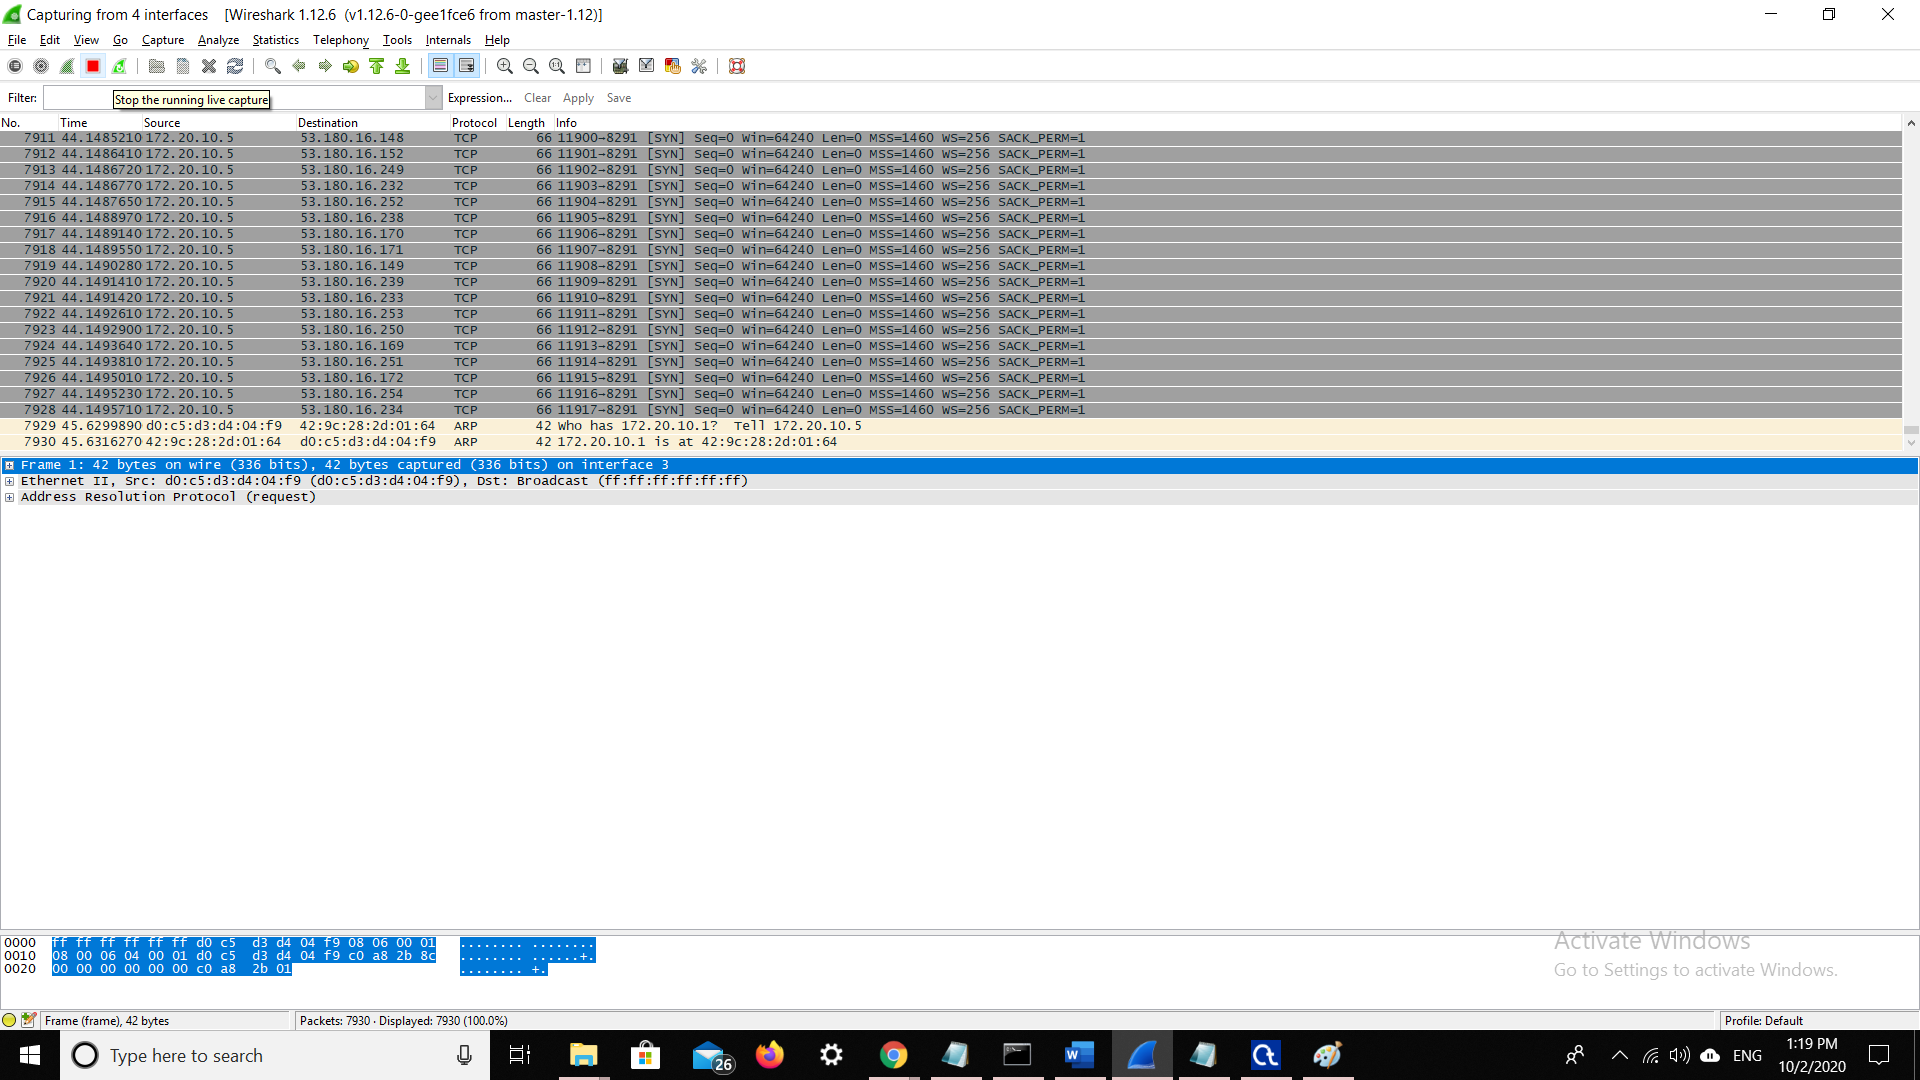 Capturing from 4 interfaces [Wireshark 1.12.6 (v1.12.6-0-gee1fce6 from master-1.12)]
File Edit View Go Capture Analyze Statistics Telephony Tools Internals Help
Filter: Expression... Clear Apply Save
Stop the running live capture
No. Time Source Destination Protocol Length Info
7911 44.1485210 172.20.10.5 53.180.16.148 TCP 66 11900→8291 [SYN] Seq=0 Win=64240 Len=0 MSS=1460 WS=256 SACK_PERM=1
7912 44.1486410 172.20.10.5 53.180.16.152 TCP 66 11901→8291 [SYN] Seq=0 Win=64240 Len=0 MSS=1460 WS=256 SACK_PERM=1
7913 44.1486720 172.20.10.5 53.180.16.249 TCP 66 11902→8291 [SYN] Seq=0 Win=64240 Len=0 MSS=1460 WS=256 SACK_PERM=1
7914 44.1486770 172.20.10.5 53.180.16.232 TCP 66 11903→8291 [SYN] Seq=0 Win=64240 Len=0 MSS=1460 WS=256 SACK_PERM=1
7915 44.1487650 172.20.10.5 53.180.16.252 TCP 66 11904→8291 [SYN] Seq=0 Win=64240 Len=0 MSS=1460 WS=256 SACK_PERM=1
7916 44.1488970 172.20.10.5 53.180.16.238 TCP 66 11905→8291 [SYN] Seq=0 Win=64240 Len=0 MSS=1460 WS=256 SACK_PERM=1
7917 44.1489140 172.20.10.5 53.180.16.170 TCP 66 11906→8291 [SYN] Seq=0 Win=64240 Len=0 MSS=1460 WS=256 SACK_PERM=1
7918 44.1489550 172.20.10.5 53.180.16.171 TCP 66 11907→8291 [SYN] Seq=0 Win=64240 Len=0 MSS=1460 WS=256 SACK_PERM=1
7919 44.1490280 172.20.10.5 53.180.16.149 TCP 66 11908→8291 [SYN] Seq=0 Win=64240 Len=0 MSS=1460 WS=256 SACK_PERM=1
7920 44.1491410 172.20.10.5 53.180.16.239 TCP 66 11909→8291 [SYN] Seq=0 Win=64240 Len=0 MSS=1460 WS=256 SACK_PERM=1
7921 44.1491420 172.20.10.5 53.180.16.233 TCP 66 11910→8291 [SYN] Seq=0 Win=64240 Len=0 MSS=1460 WS=256 SACK_PERM=1
7922 44.1492610 172.20.10.5 53.180.16.253 TCP 66 11911→8291 [SYN] Seq=0 Win=64240 Len=0 MSS=1460 WS=256 SACK_PERM=1
7923 44.1492900 172.20.10.5 53.180.16.250 TCP 66 11912→8291 [SYN] Seq=0 Win=64240 Len=0 MSS=1460 WS=256 SACK_PERM=1
7924 44.1493640 172.20.10.5 53.180.16.169 TCP 66 11913→8291 [SYN] Seq=0 Win=64240 Len=0 MSS=1460 WS=256 SACK_PERM=1
7925 44.1493810 172.20.10.5 53.180.16.251 TCP 66 11914→8291 [SYN] Seq=0 Win=64240 Len=0 MSS=1460 WS=256 SACK_PERM=1
7926 44.1495010 172.20.10.5 53.180.16.172 TCP 66 11915→8291 [SYN] Seq=0 Win=64240 Len=0 MSS=1460 WS=256 SACK_PERM=1
7927 44.1495230 172.20.10.5 53.180.16.254 TCP 66 11916→8291 [SYN] Seq=0 Win=64240 Len=0 MSS=1460 WS=256 SACK_PERM=1
7928 44.1495710 172.20.10.5 53.180.16.234 TCP 66 11917→8291 [SYN] Seq=0 Win=64240 Len=0 MSS=1460 WS=256 SACK_PERM=1
7929 45.6299890 d0:c5:d3:d4:04:f9 42:9c:28:2d:01:64 ARP 42 Who has 172.20.10.1? Tell 172.20.10.5
7930 45.6316270 42:9c:28:2d:01:64 d0:c5:d3:d4:04:f9 ARP 42 172.20.10.1 is at 42:9c:28:2d:01:64
Frame 1: 42 bytes on wire (336 bits), 42 bytes captured (336 bits) on interface 3
Ethernet II, Src: d0:c5:d3:d4:04:f9 (d0:c5:d3:d4:04:f9), Dst: Broadcast (ff:ff:ff:ff:ff:ff)
Address Resolution Protocol (request)
0000 ff ff ff ff ff ff d0 c5 d3 d4 04 f9 08 06 00 01 ........ ........
0010 08 00 06 04 00 01 d0 c5 d3 d4 04 f9 c0 a8 2b 8c ........ ......+.
0020 00 00 00 00 00 00 c0 a8 2b 01 ........ +.
Activate Windows
Go to Settings to activate Windows.
Frame (frame), 42 bytes Packets: 7930 · Displayed: 7930 (100.0%) Profile: Default
Type here to search 26 ENG 1:19 PM
10/2/2020